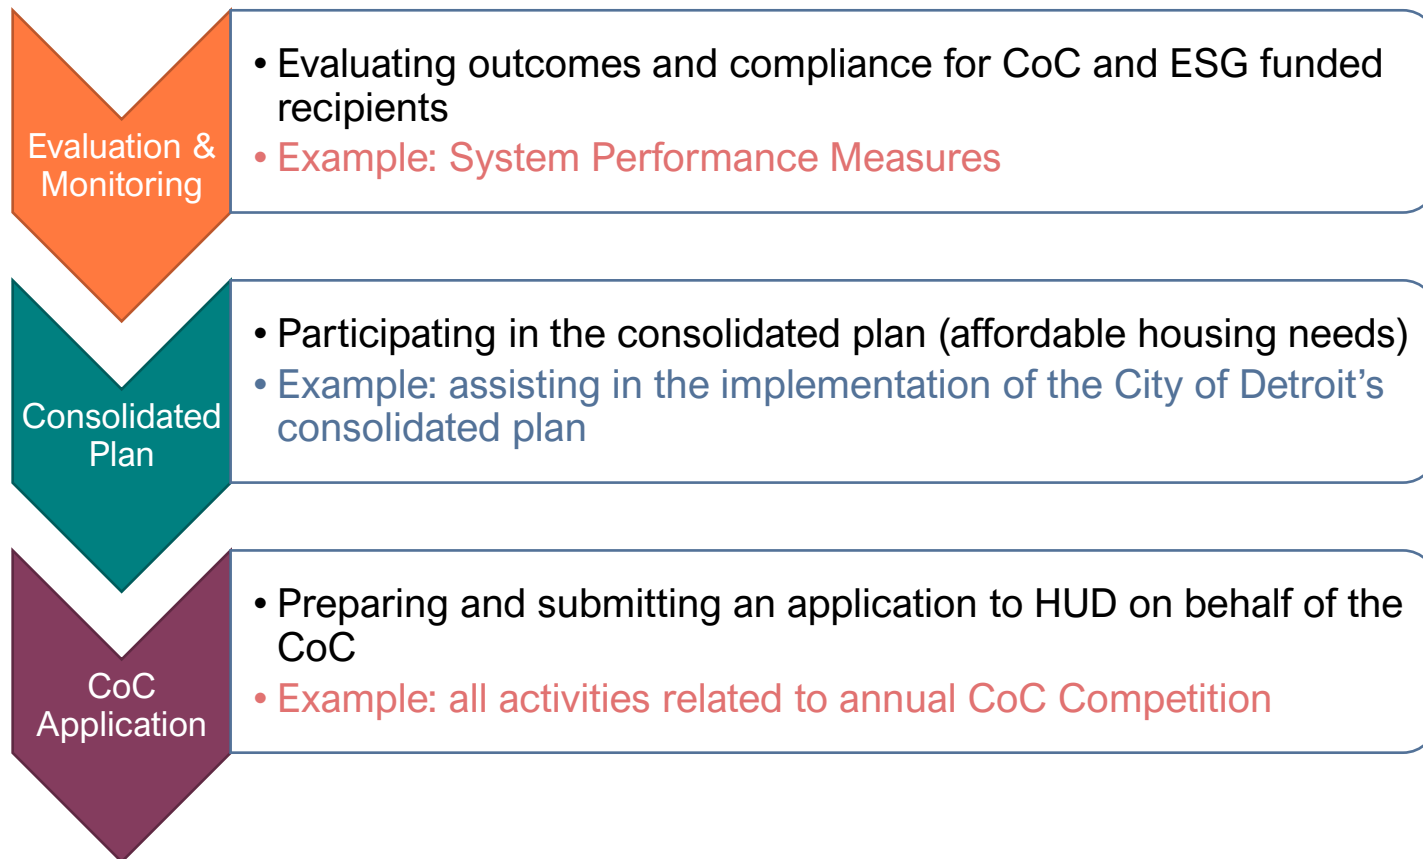 Evaluation &
Monitoring
• Evaluating outcomes and compliance for CoC and ESG funded
recipients
• Example: System Performance Measures
Consolidated
Plan
• Participating in the consolidated plan (affordable housing needs)
• Example: assisting in the implementation of the City of Detroit’s
consolidated plan
CoC
Application
• Preparing and submitting an application to HUD on behalf of the
CoC
• Example: all activities related to annual CoC Competition